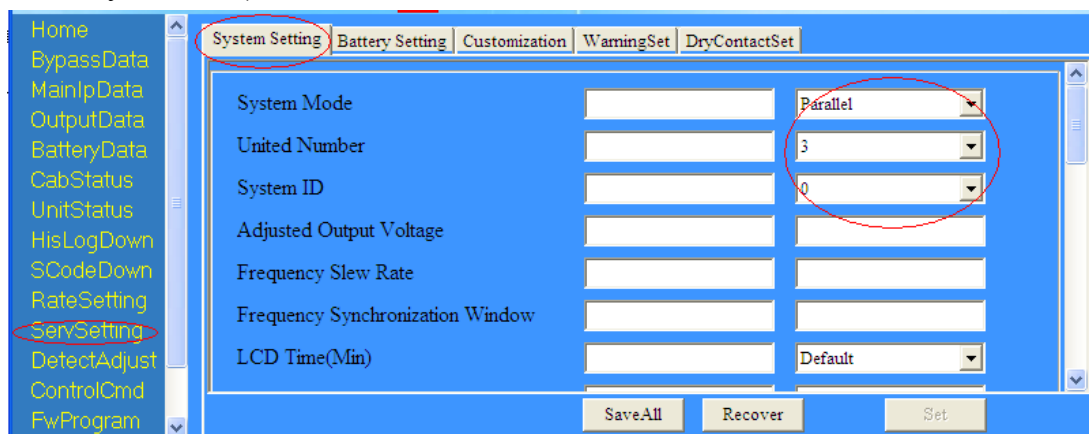 Home
BypassData
MainIpData
OutputData
BatteryData
CabStatus
UnitStatus
HisLogDown
SCodeDown
RateSetting
ServSetting
DetectAdjust
ControlCmd
FwProgram
System Setting Battery Setting Customization WarningSet DryContactSet
System Mode Parallel
United Number 3
System ID 0
Adjusted Output Voltage
Frequency Slew Rate
Frequency Synchronization Window
LCD Time(Min) Default
SaveAll Recover Set